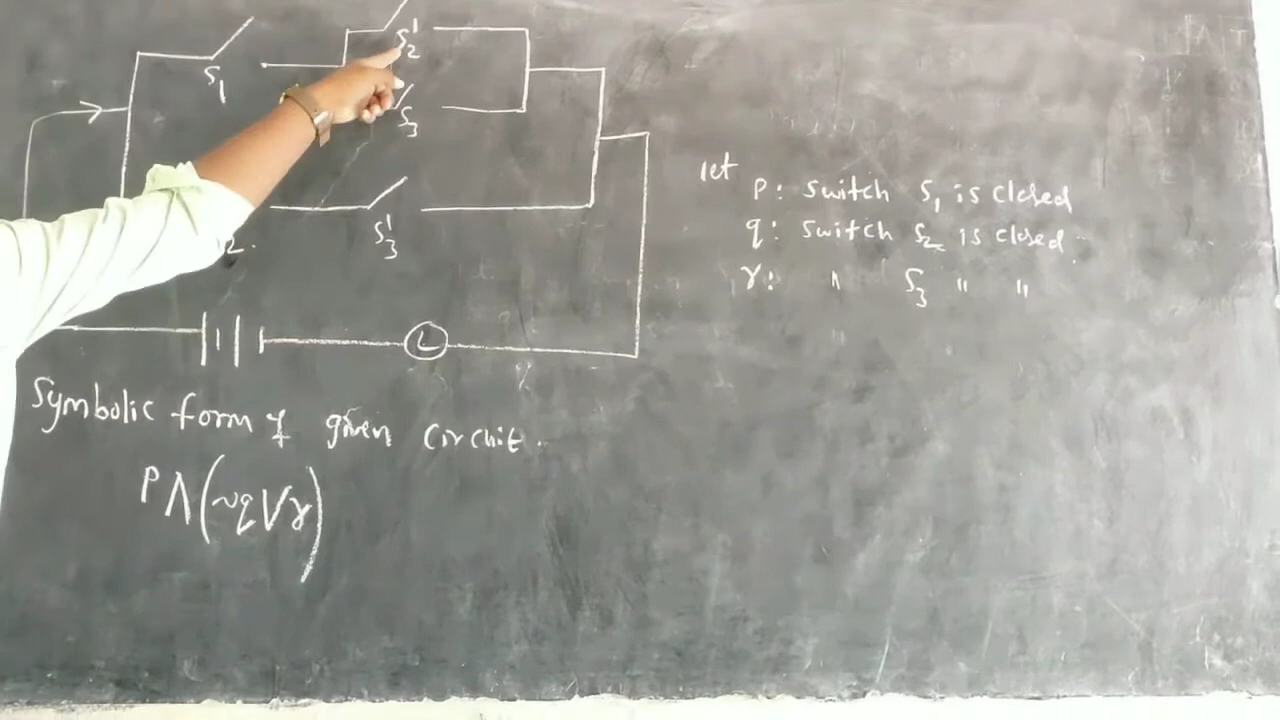 S₁
S₂'
S₃
S₃'
L
let
p: switch S₁ is closed
q: switch S₂ is closed.
r: " S₃ " "
Symbolic form of given circuit.
p ∧ (~q ∨ r)